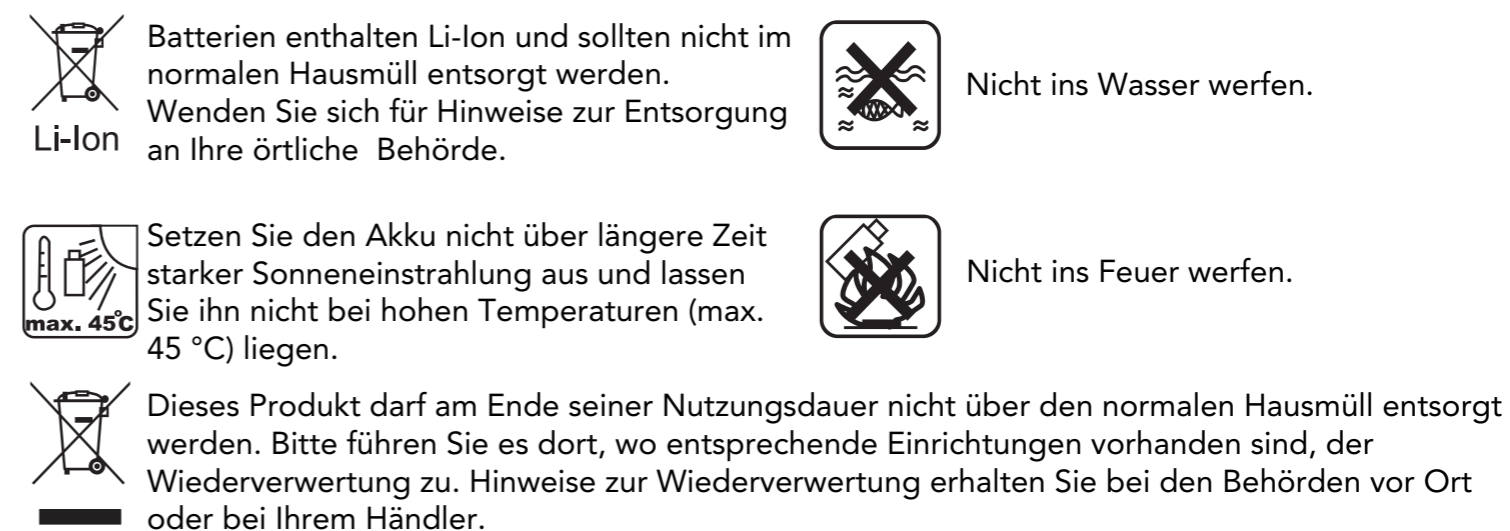 Li-Ion
Batterien enthalten Li-Ion und sollten nicht im
normalen Hausmüll entsorgt werden.
Wenden Sie sich für Hinweise zur Entsorgung
an Ihre örtliche Behörde.
Nicht ins Wasser werfen.
max. 45°C
Setzen Sie den Akku nicht über längere Zeit
starker Sonneneinstrahlung aus und lassen
Sie ihn nicht bei hohen Temperaturen (max.
45 °C) liegen.
Nicht ins Feuer werfen.
Dieses Produkt darf am Ende seiner Nutzungsdauer nicht über den normalen Hausmüll entsorgt
werden. Bitte führen Sie es dort, wo entsprechende Einrichtungen vorhanden sind, der
Wiederverwertung zu. Hinweise zur Wiederverwertung erhalten Sie bei den Behörden vor Ort
oder bei Ihrem Händler.